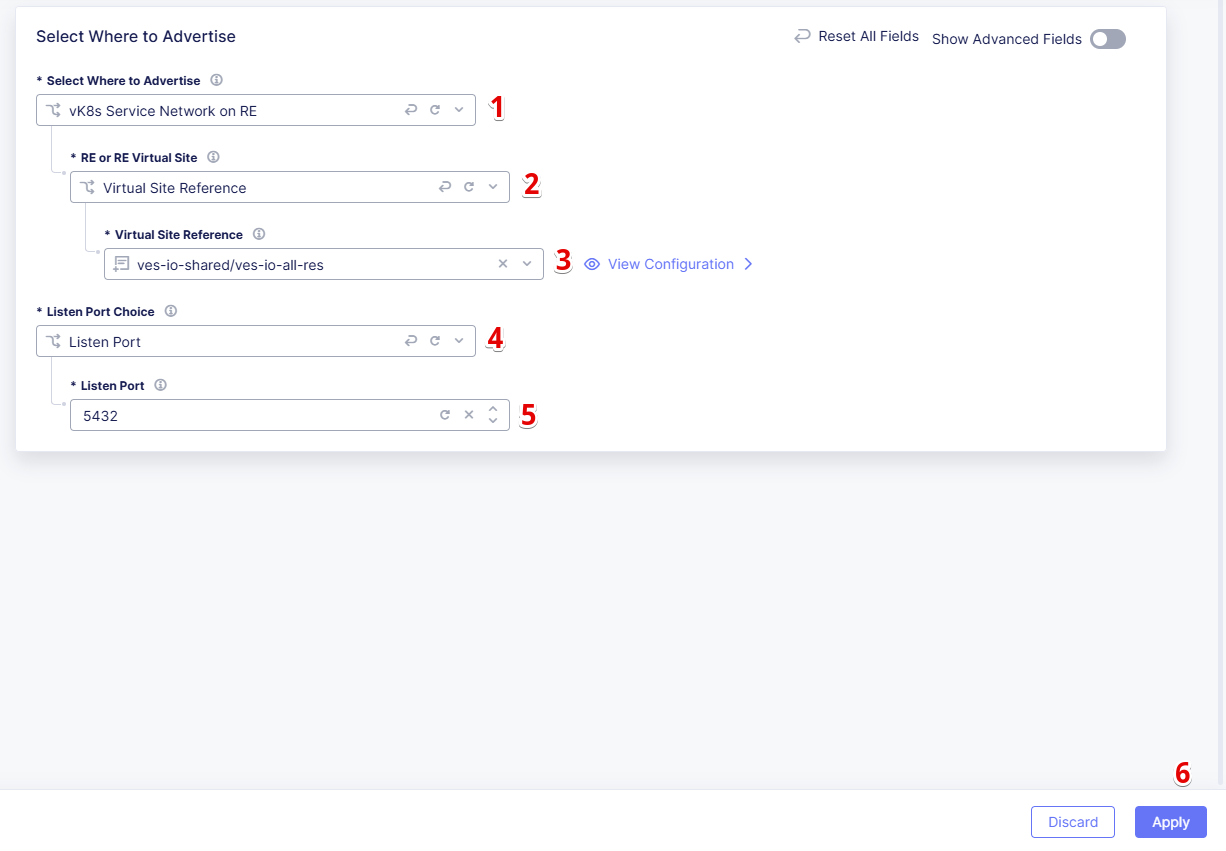 Select Where to Advertise
Reset All Fields
Show Advanced Fields
* Select Where to Advertise
vK8s Service Network on RE
1
* RE or RE Virtual Site
Virtual Site Reference
2
* Virtual Site Reference
ves-io-shared/ves-io-all-res
3
View Configuration
* Listen Port Choice
Listen Port
4
* Listen Port
5432
5
6
Discard
Apply